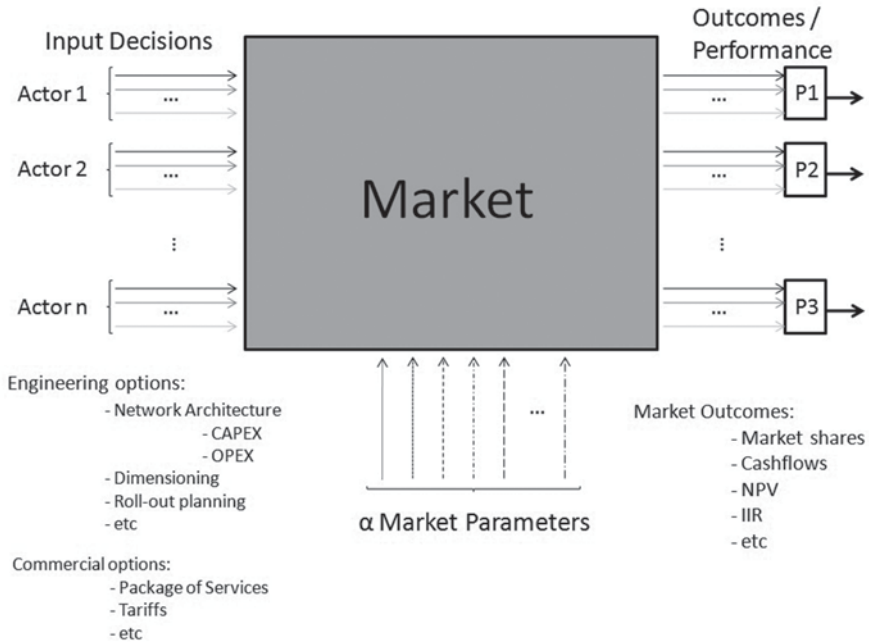 Input Decisions
Outcomes /
Performance
Actor 1
...
...
P1
Actor 2
...
Market
...
P2
...
...
Actor n
...
...
P3
Engineering options:
- Network Architecture
- CAPEX
- OPEX
- Dimensioning
- Roll-out planning
- etc
...
α Market Parameters
Market Outcomes:
- Market shares
- Cashflows
- NPV
- IIR
- etc
Commercial options:
- Package of Services
- Tariffs
- etc